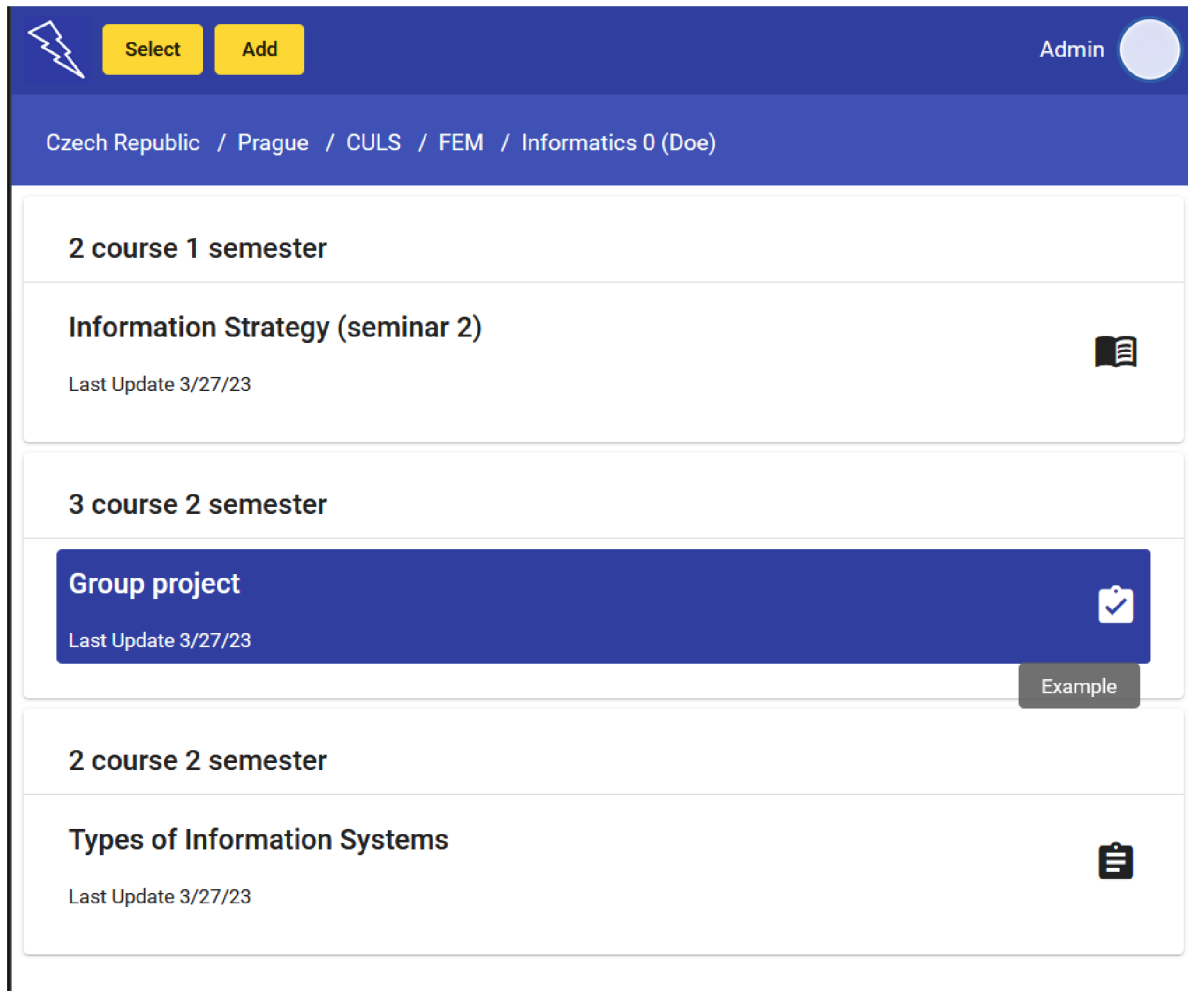 Select Add Admin
Czech Republic / Prague / CULS / FEM / Informatics 0 (Doe)
2 course 1 semester
Information Strategy (seminar 2)
Last Update 3/27/23
3 course 2 semester
Group project
Last Update 3/27/23
Example
2 course 2 semester
Types of Information Systems
Last Update 3/27/23